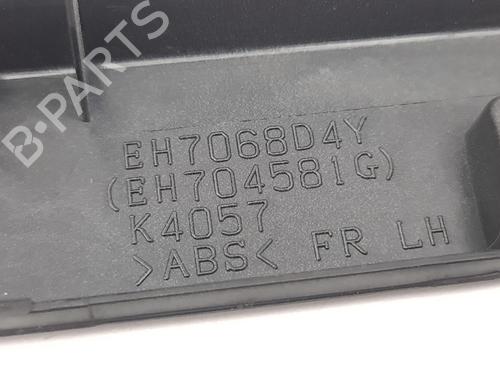 B-PARTS
EH7068D4Y
(EH704581G)
K4057
>ABS< FR LH